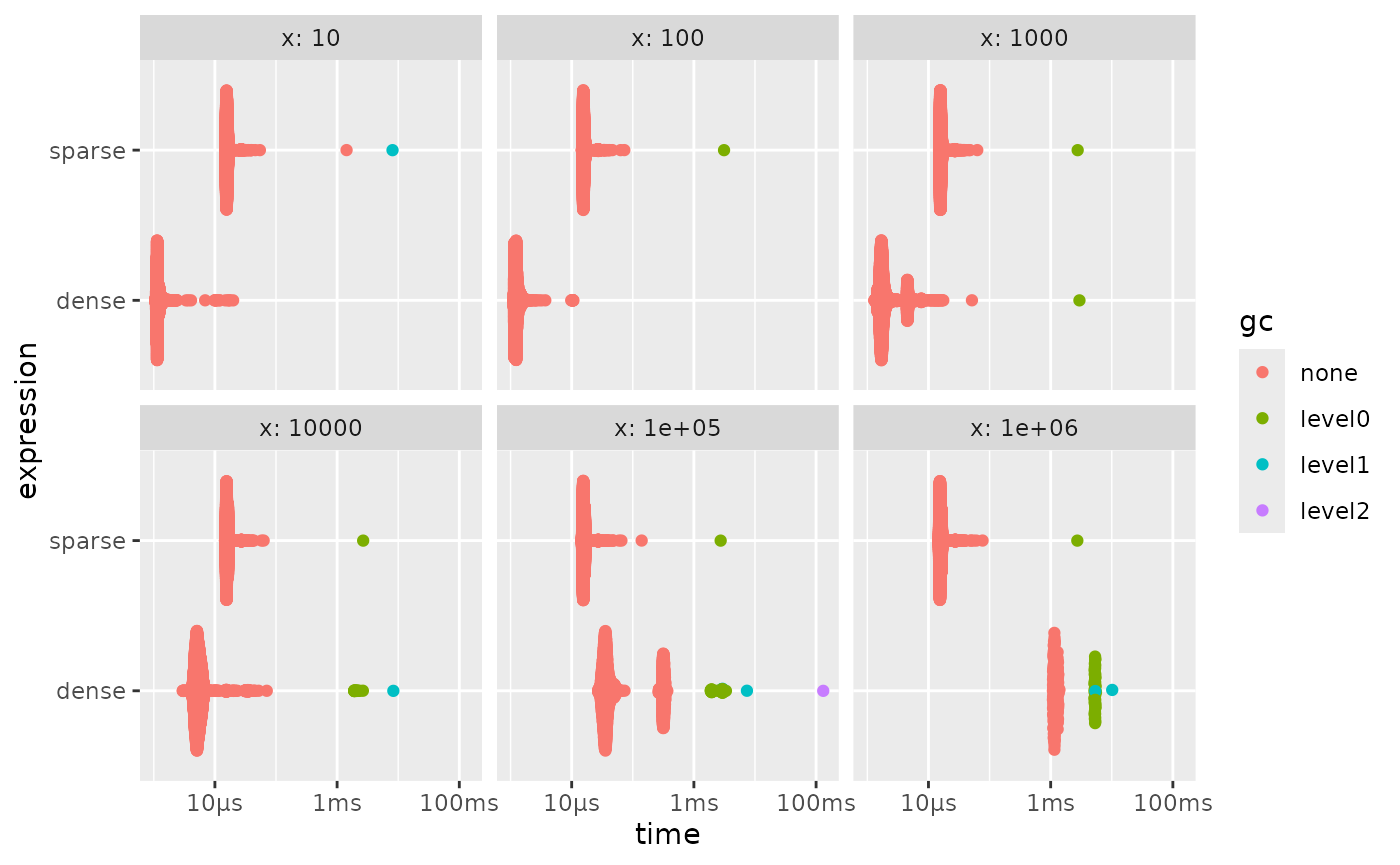 x: 10
x: 100
x: 1000
sparse
dense
x: 10000
x: 1e+05
x: 1e+06
sparse
dense
10µs
1ms
100ms
10µs
1ms
100ms
10µs
1ms
100ms
time
expression
gc
none
level0
level1
level2